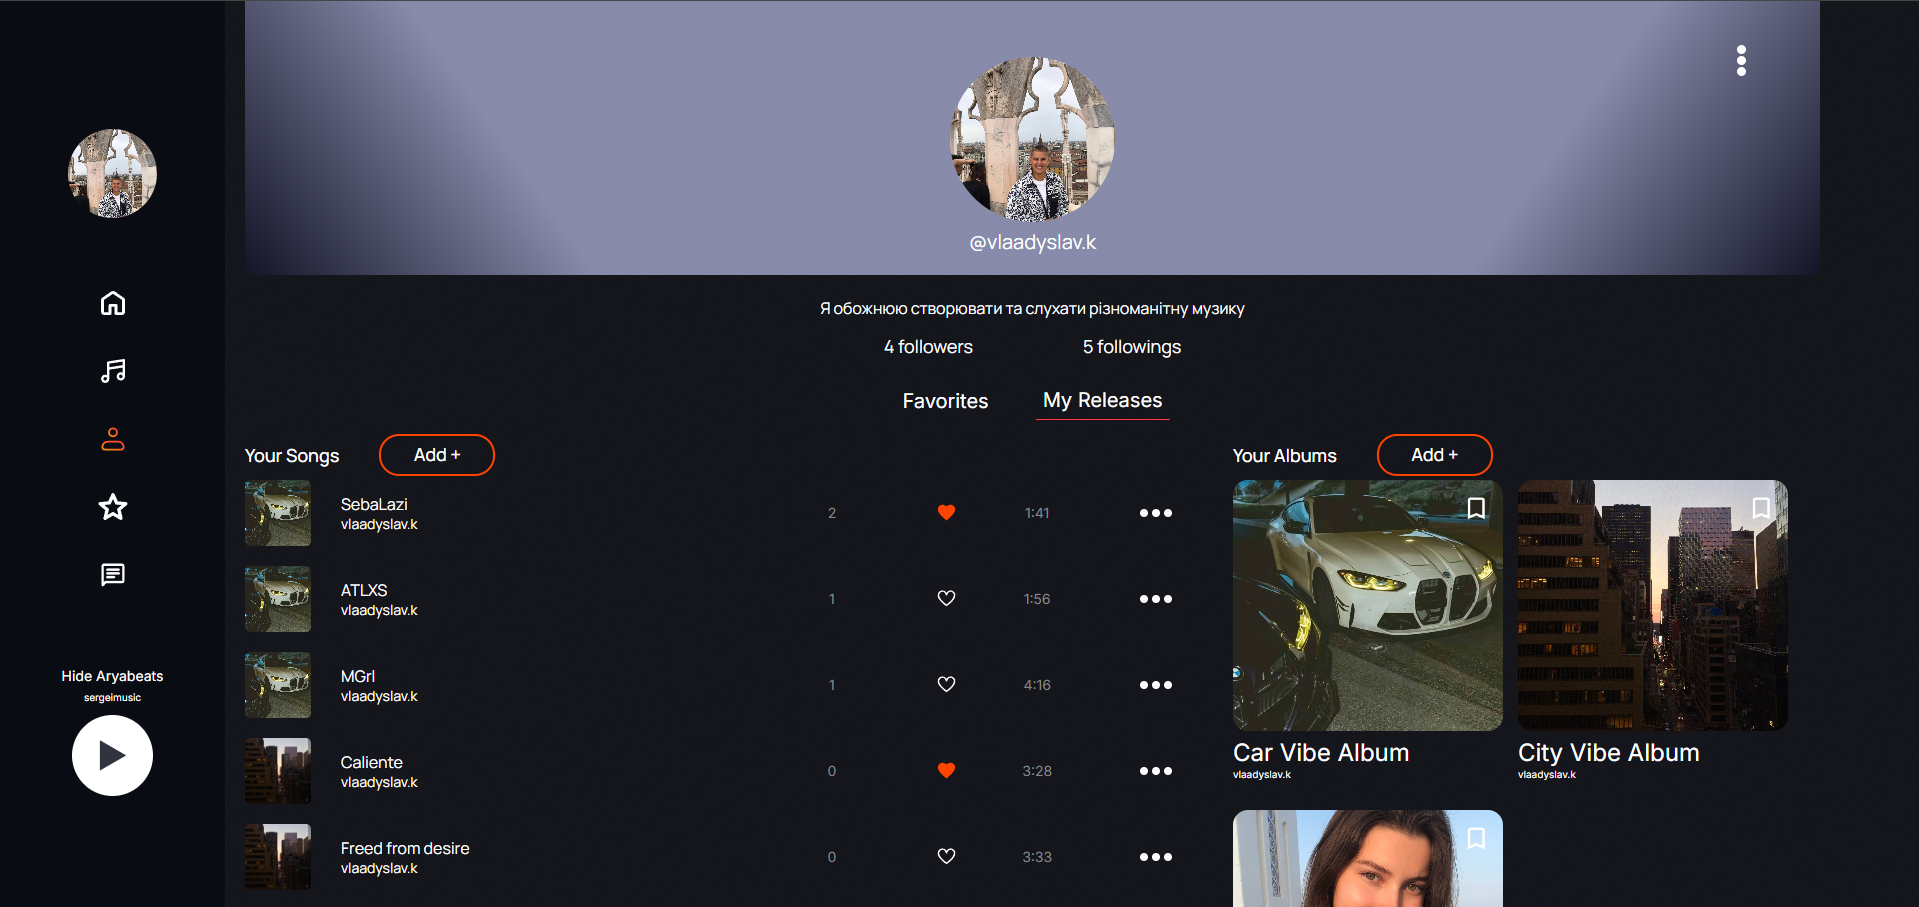 @vlaadyslav.k
Я обожнюю створювати та слухати різноманітну музику
4 followers
5 followings
Favorites
My Releases
Your Songs
Add +
SebaLazi
vlaadyslav.k
2
1:41
ATLXS
vlaadyslav.k
1
1:56
MGrl
vlaadyslav.k
1
4:16
Caliente
vlaadyslav.k
0
3:28
Freed from desire
vlaadyslav.k
0
3:33
Your Albums
Add +
Car Vibe Album
vlaadyslav.k
City Vibe Album
vlaadyslav.k
Hide Aryabeats
sergeimusic